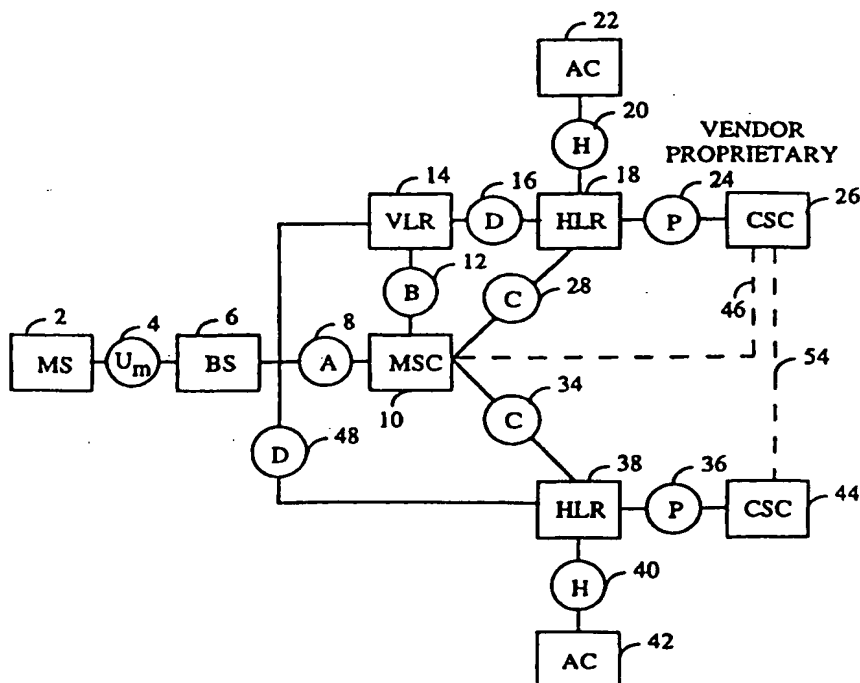 22
AC
20
H
VENDOR
PROPRIETARY
14
16
18
24
26
VLR
D
HLR
P
CSC
12
B
28
C
46
2
4
6
8
MS
Um
BS
A
MSC
10
54
34
C
48
D
38
36
44
HLR
P
CSC
40
H
42
AC